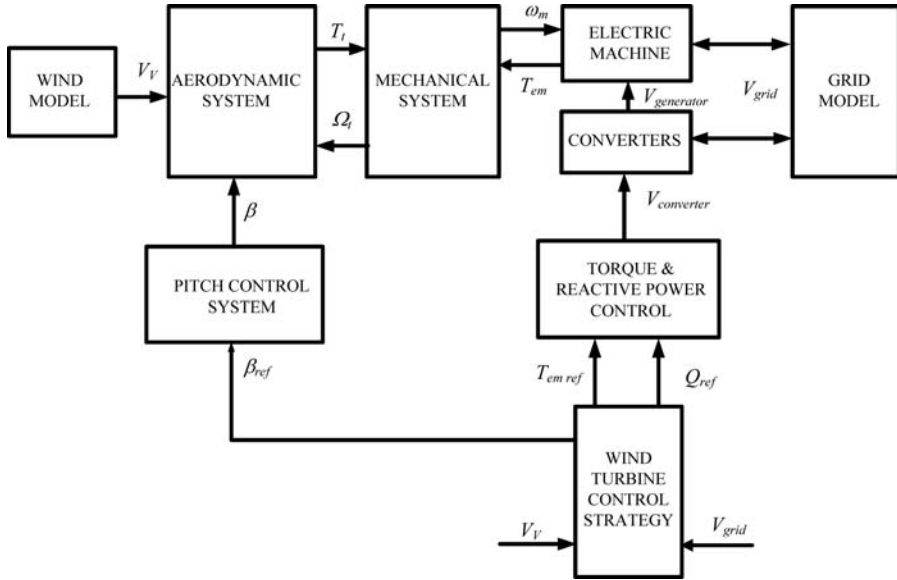 WIND
MODEL
V_V
AERODYNAMIC
SYSTEM
T_t
Ω_t
MECHANICAL
SYSTEM
ω_m
T_em
ELECTRIC
MACHINE
V_generator
CONVERTERS
V_grid
GRID
MODEL
β
V_converter
PITCH CONTROL
SYSTEM
TORQUE &
REACTIVE POWER
CONTROL
β_ref
T_em ref
Q_ref
WIND
TURBINE
CONTROL
STRATEGY
V_V
V_grid